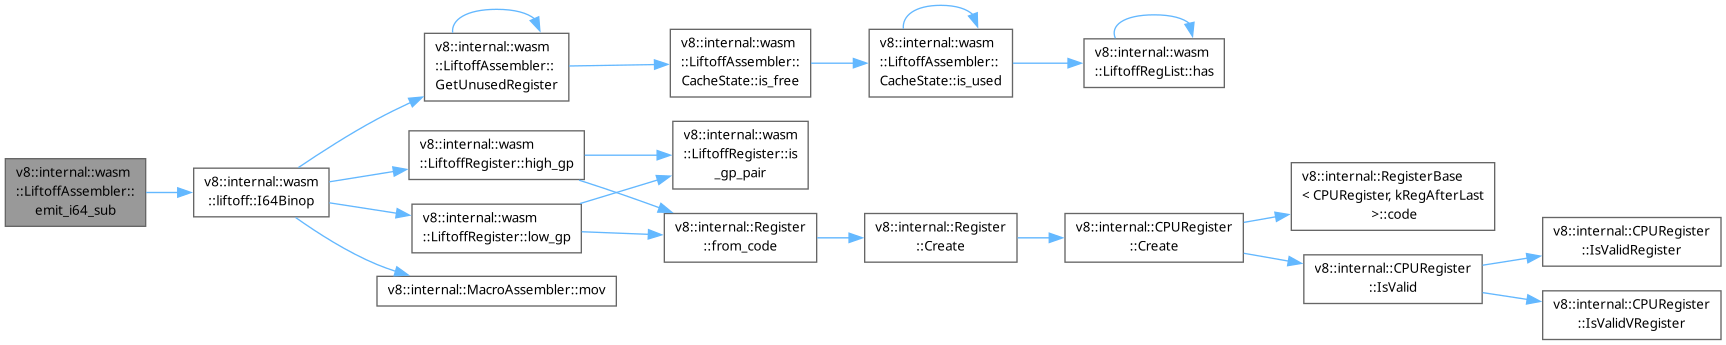 v8::internal::wasm
::LiftoffAssembler::
emit_i64_sub
v8::internal::wasm
::liftoff::I64Binop
v8::internal::wasm
::LiftoffAssembler::
GetUnusedRegister
v8::internal::wasm
::LiftoffAssembler::
CacheState::is_free
v8::internal::wasm
::LiftoffAssembler::
CacheState::is_used
v8::internal::wasm
::LiftoffRegList::has
v8::internal::wasm
::LiftoffRegister::high_gp
v8::internal::wasm
::LiftoffRegister::is
_gp_pair
v8::internal::wasm
::LiftoffRegister::low_gp
v8::internal::Register
::from_code
v8::internal::Register
::Create
v8::internal::CPURegister
::Create
v8::internal::RegisterBase
< CPURegister, kRegAfterLast
>::code
v8::internal::CPURegister
::IsValid
v8::internal::CPURegister
::IsValidRegister
v8::internal::CPURegister
::IsValidVRegister
v8::internal::MacroAssembler::mov